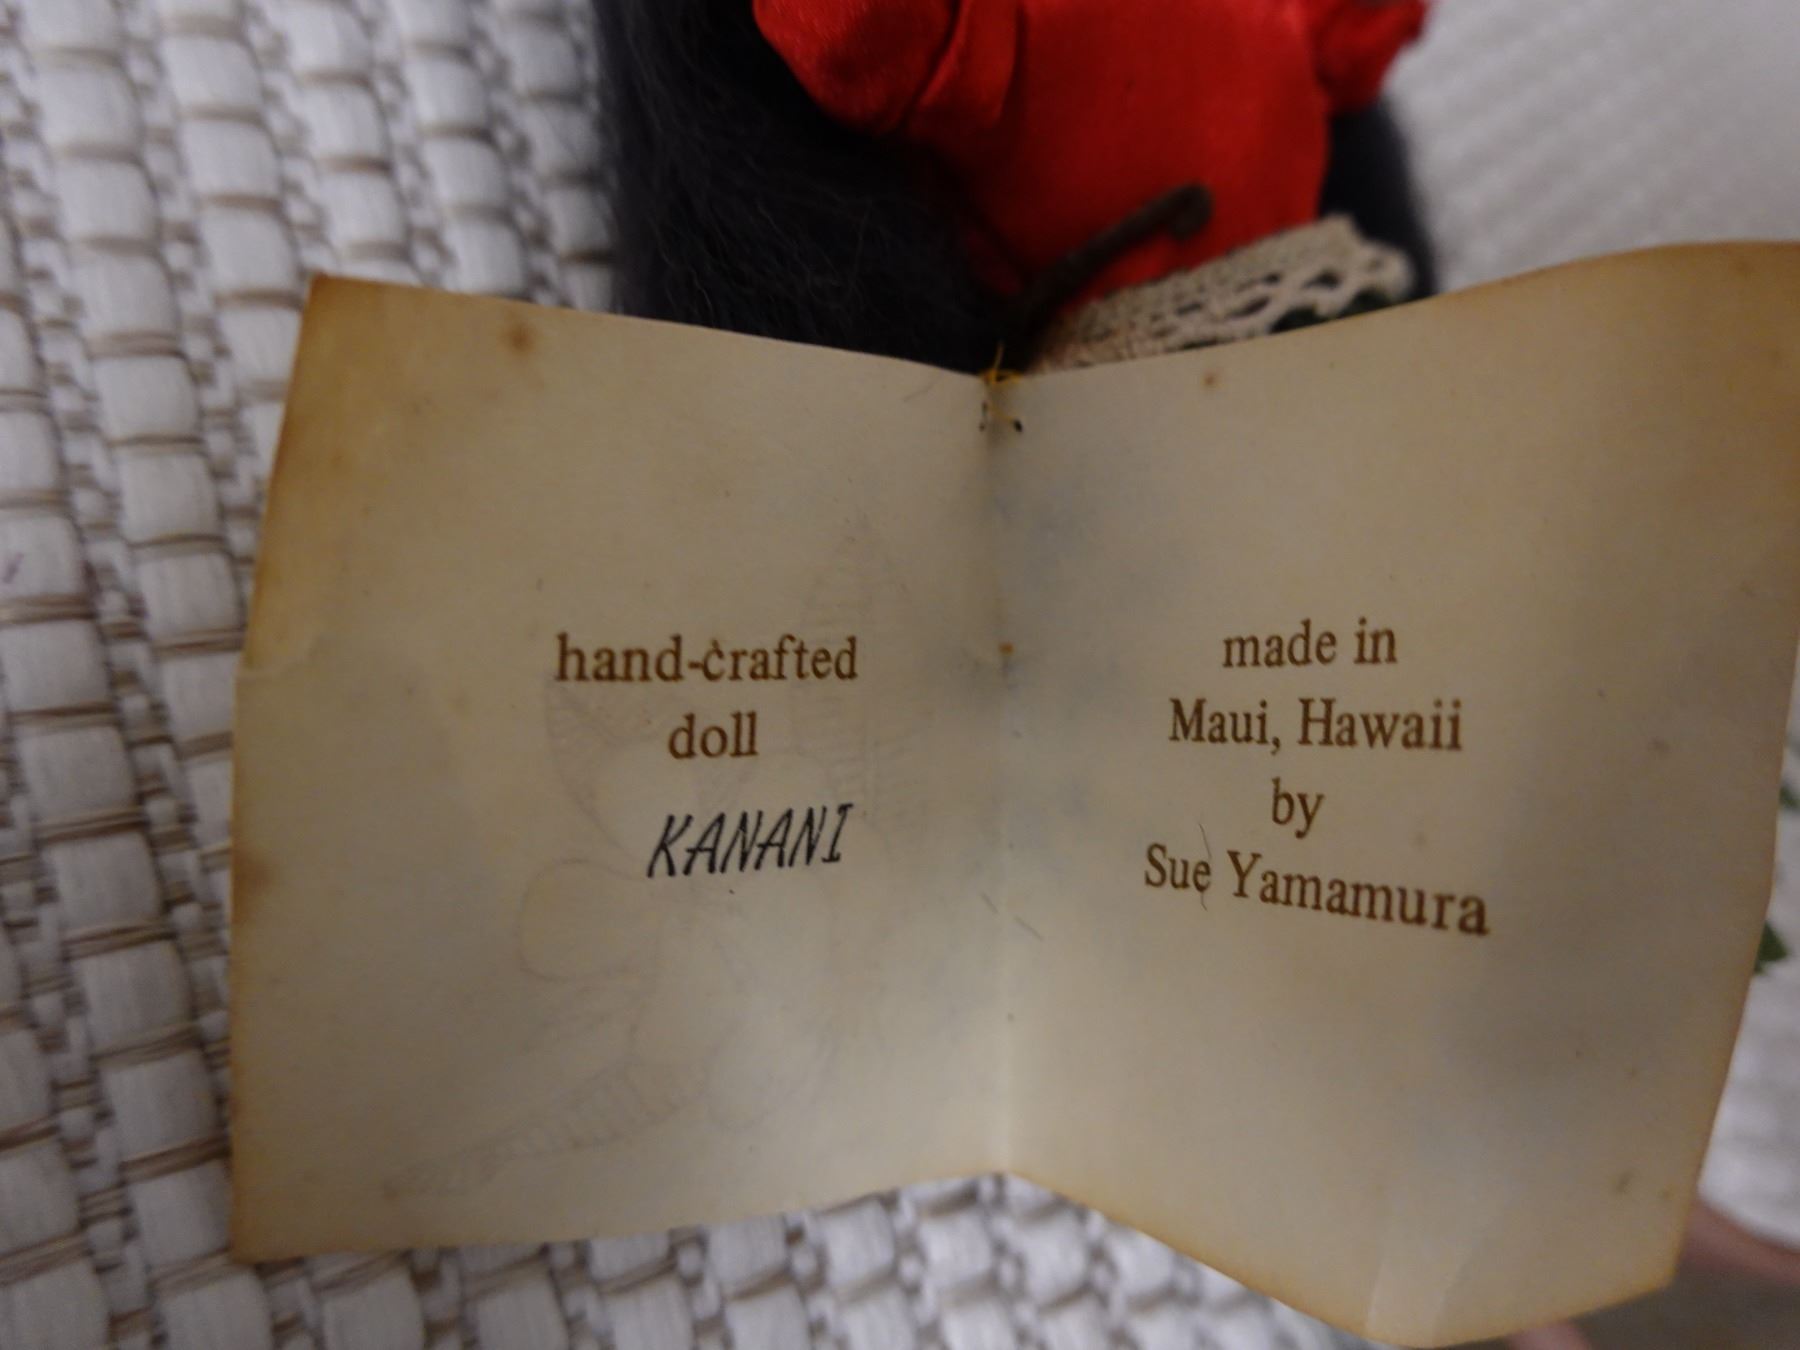 hand-crafted
doll
KANANI
made in
Maui, Hawaii
by
Sue Yamamura